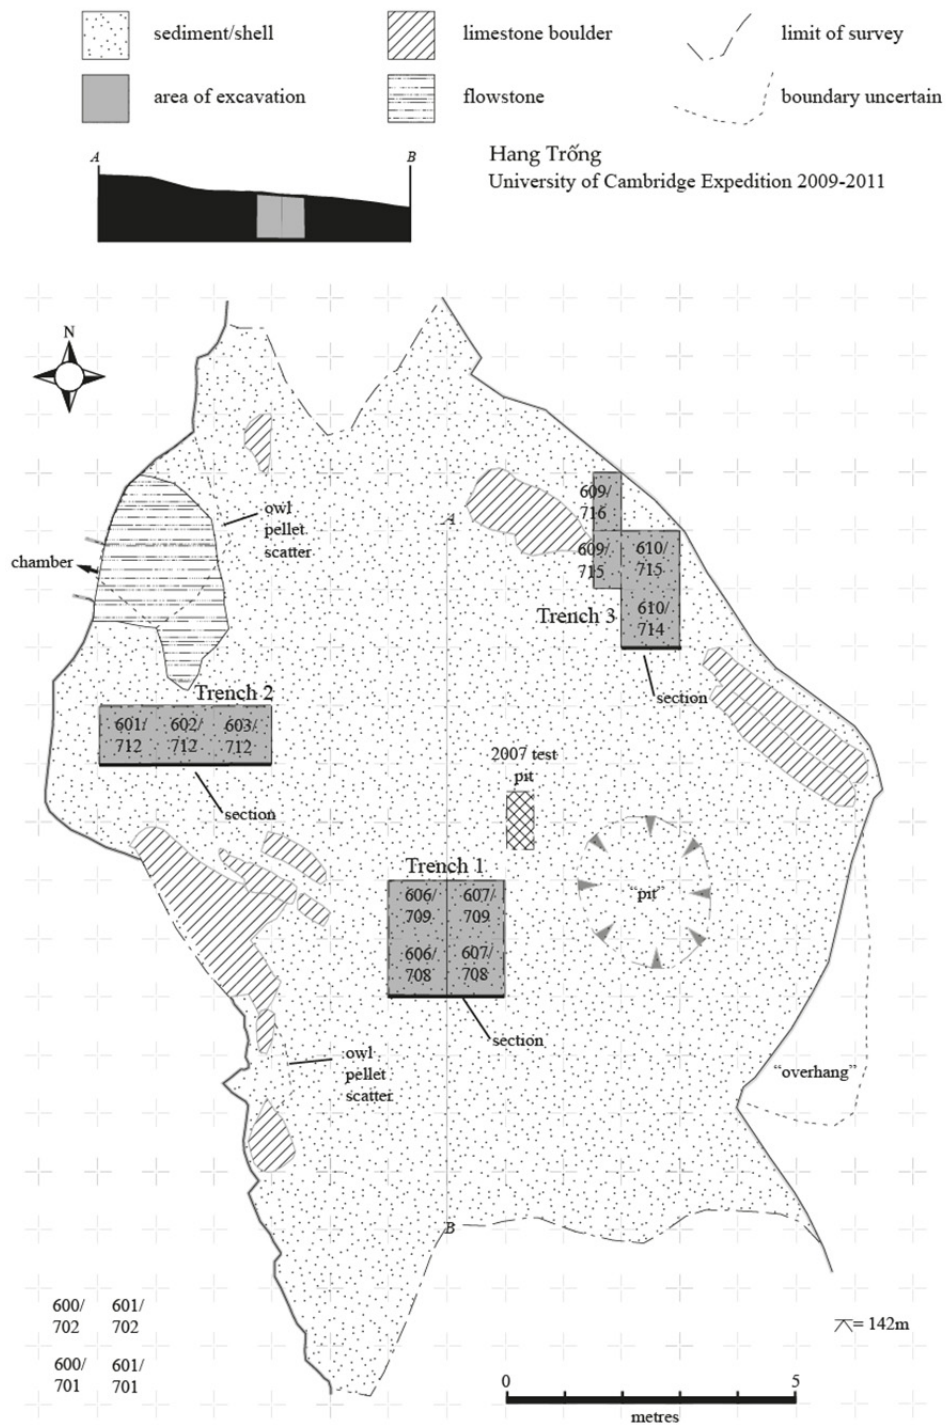 sediment/shell
limestone boulder
limit of survey
area of excavation
flowstone
boundary uncertain
A
B
Hang Trống
University of Cambridge Expedition 2009-2011
N
A
609/
716
owl
pellet
scatter
chamber
609/
715
610/
715
610/
714
Trench 3
section
Trench 2
601/
712
602/
712
603/
712
section
2007 test
pit
Trench 1
606/
709
607/
709
606/
708
607/
708
section
"pit"
owl
pellet
scatter
"overhang"
B
600/
702
601/
702
600/
701
601/
701
= 142m
0
5
metres